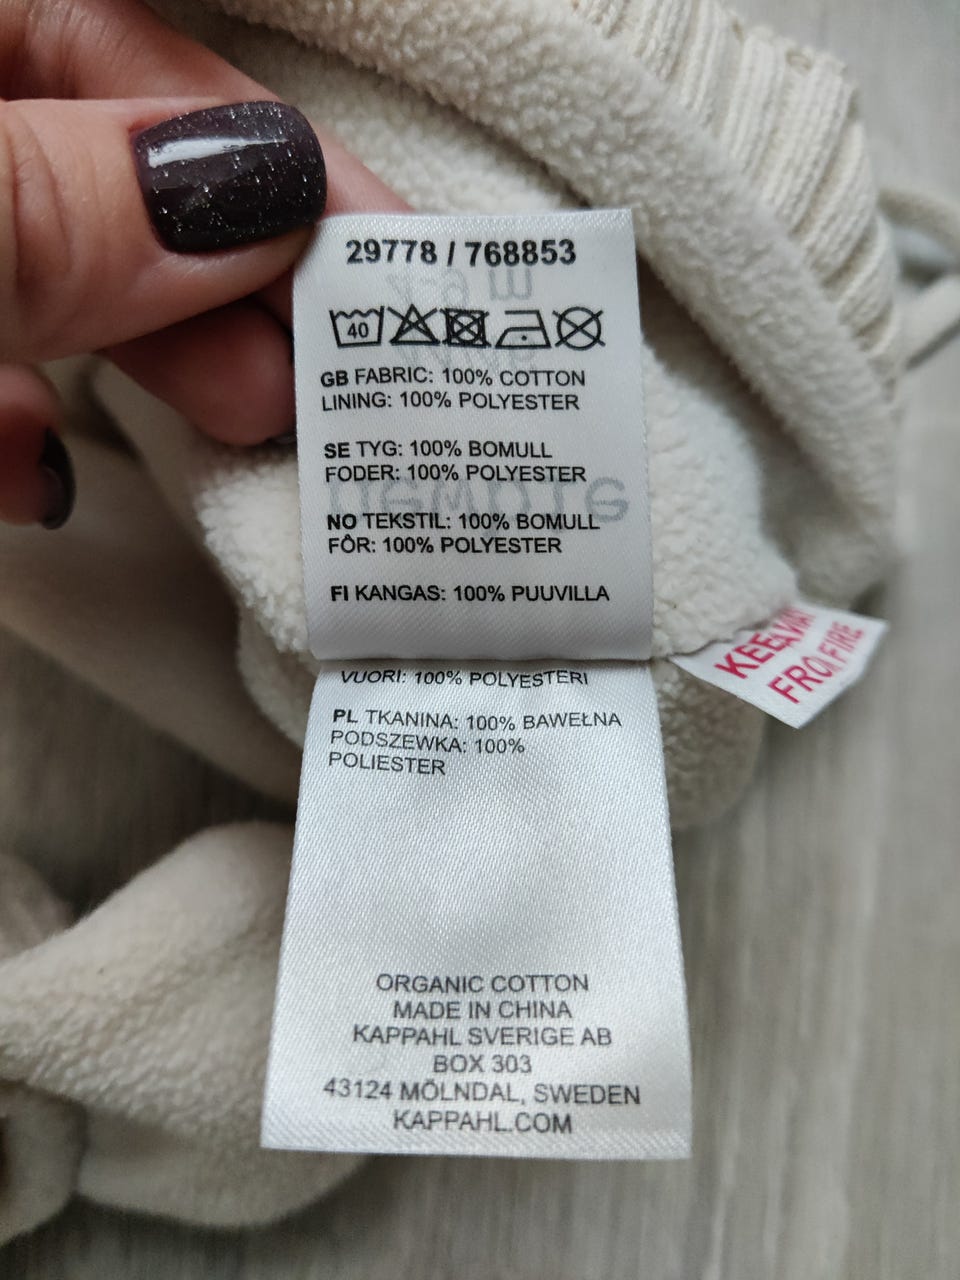 29778 / 768853
40
GB FABRIC: 100% COTTON
LINING: 100% POLYESTER
SE TYG: 100% BOMULL
FODER: 100% POLYESTER
NO TEKSTIL: 100% BOMULL
FÔR: 100% POLYESTER
FI KANGAS: 100% PUUVILLA
VUORI: 100% POLYESTERI
PL TKANINA: 100% BAWEŁNA
PODSZEWKA: 100%
POLIESTER
ORGANIC COTTON
MADE IN CHINA
KAPPAHL SVERIGE AB
BOX 303
43124 MÖLNDAL, SWEDEN
KAPPAHL.COM
FIRE